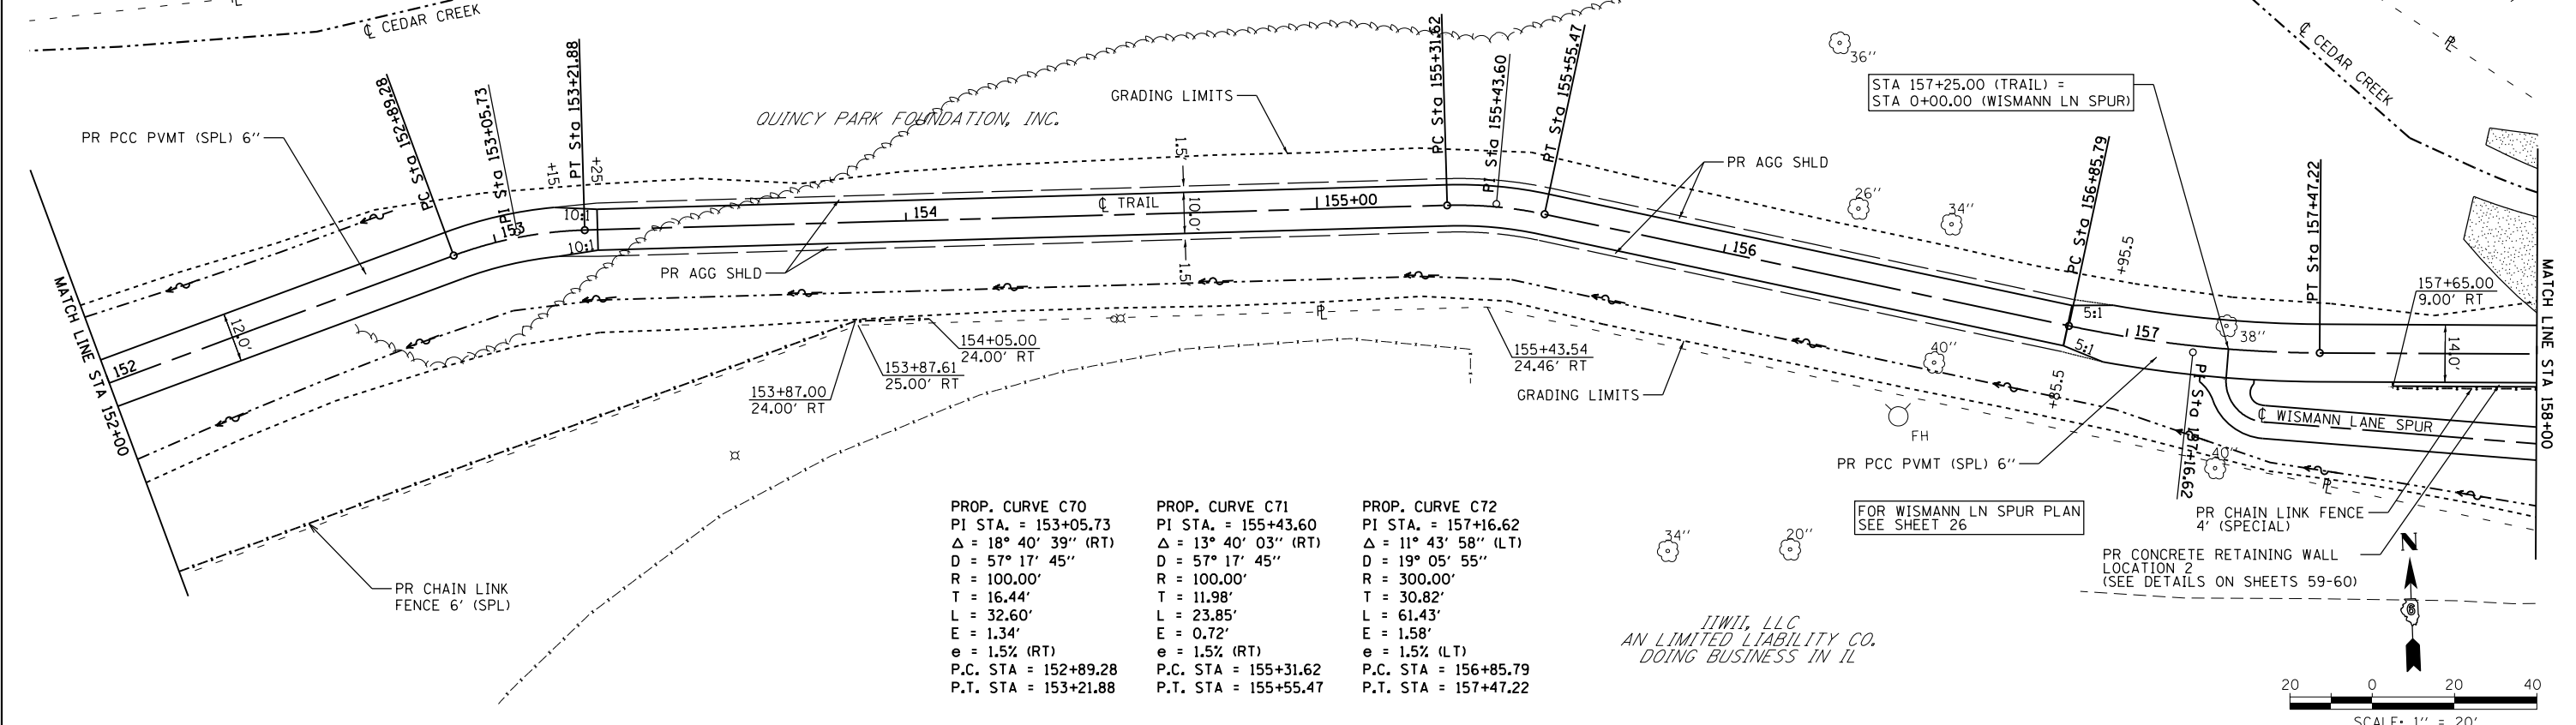 ℄ CEDAR CREEK
PC Sta 152+89.28
PI Sta 153+05.73
PT Sta 153+21.88
+15
+25
PR PCC PVMT (SPL) 6''
QUINCY PARK FOUNDATION, INC.
GRADING LIMITS
1.5'
PC Sta 155+31.62
PI Sta 155+43.60
PT Sta 155+55.47
36''
STA 157+25.00 (TRAIL) =
STA 0+00.00 (WISMANN LN SPUR)
℄ CEDAR CREEK
℄
PR AGG SHLD
26''
34''
PC Sta 156+85.79
+95.5
PT Sta 157+47.22
MATCH LINE STA 152+00
152
12.0'
153
10:1
10:1
154
℄ TRAIL
10.0'
155+00
156
5:1
157
5:1
38''
157+65.00
9.00' RT
14.0'
MATCH LINE STA 158+00
PR AGG SHLD
1.5'
154+05.00
24.00' RT
153+87.61
25.00' RT
153+87.00
24.00' RT
155+43.54
24.46' RT
GRADING LIMITS
40''
+85.5
FH
PI Sta 157+16.62
℄ WISMANN LANE SPUR
40''
PR PCC PVMT (SPL) 6''
FOR WISMANN LN SPUR PLAN
SEE SHEET 26
PR CHAIN LINK FENCE
4' (SPECIAL)
PR CONCRETE RETAINING WALL
LOCATION 2
(SEE DETAILS ON SHEETS 59-60)
34''
20''
PR CHAIN LINK
FENCE 6' (SPL)
PROP. CURVE C70
PI STA. = 153+05.73
Δ = 18° 40' 39'' (RT)
D = 57° 17' 45''
R = 100.00'
T = 16.44'
L = 32.60'
E = 1.34'
e = 1.5% (RT)
P.C. STA = 152+89.28
P.T. STA = 153+21.88
PROP. CURVE C71
PI STA. = 155+43.60
Δ = 13° 40' 03'' (RT)
D = 57° 17' 45''
R = 100.00'
T = 11.98'
L = 23.85'
E = 0.72'
e = 1.5% (RT)
P.C. STA = 155+31.62
P.T. STA = 155+55.47
PROP. CURVE C72
PI STA. = 157+16.62
Δ = 11° 43' 58'' (LT)
D = 19° 05' 55''
R = 300.00'
T = 30.82'
L = 61.43'
E = 1.58'
e = 1.5% (LT)
P.C. STA = 156+85.79
P.T. STA = 157+47.22
IIWII, LLC
AN LIMITED LIABILITY CO.
DOING BUSINESS IN IL
N
6
20 0 20 40
SCALE: 1'' = 20'